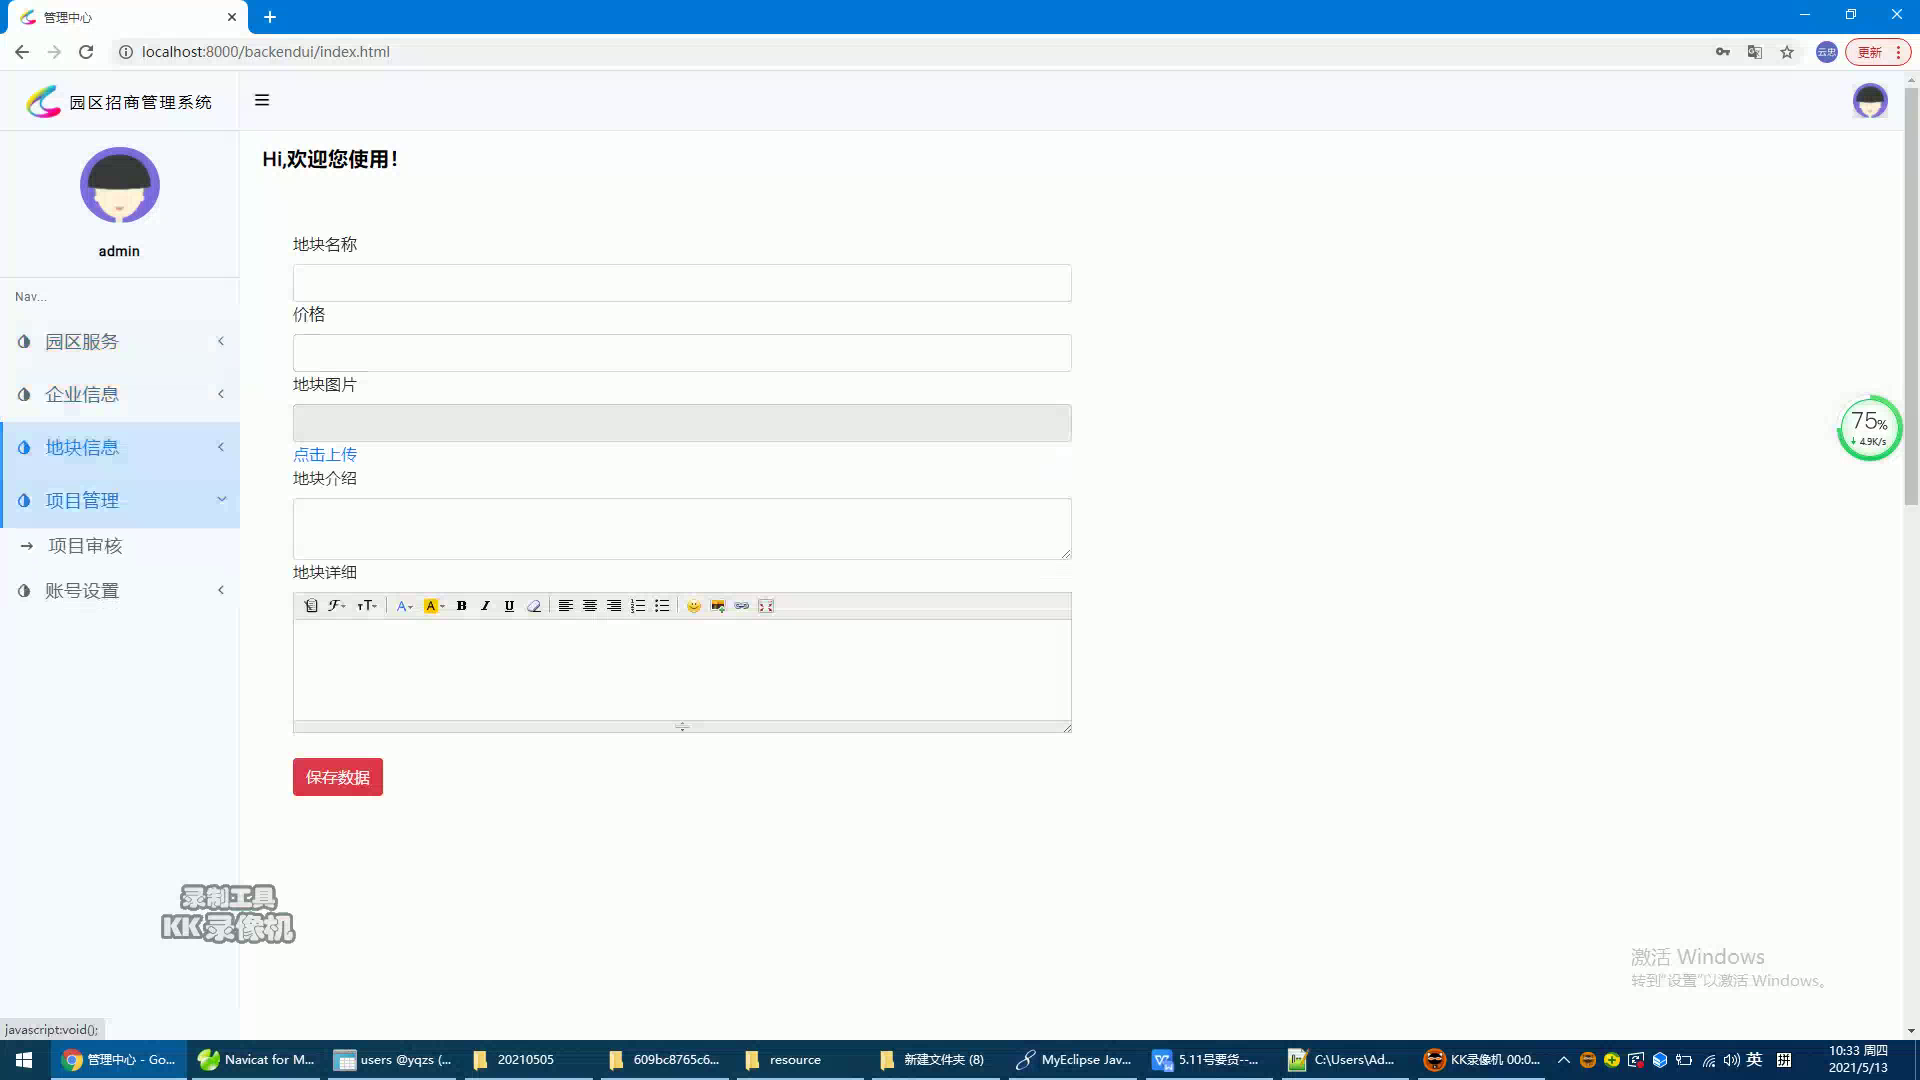 管理中心
localhost:8000/backendui/index.html
云忠
更新
园区招商管理系统
Hi,欢迎您使用!
admin
Nav...
园区服务
企业信息
地块信息
项目管理
项目审核
账号设置
地块名称
价格
地块图片
点击上传
地块介绍
地块详细
保存数据
75%
4.9K/s
录制工具
KK录像机
激活 Windows
转到"设置"以激活 Windows。
javascript:void();
管理中心 - Go...
Navicat for M...
users @yqzs (...
20210505
609bc8765c6...
resource
新建文件夹 (8)
MyEclipse Jav...
5.11号要货--...
C:\Users\Ad...
KK录像机 00:0...
英
拼
10:33 周四
2021/5/13